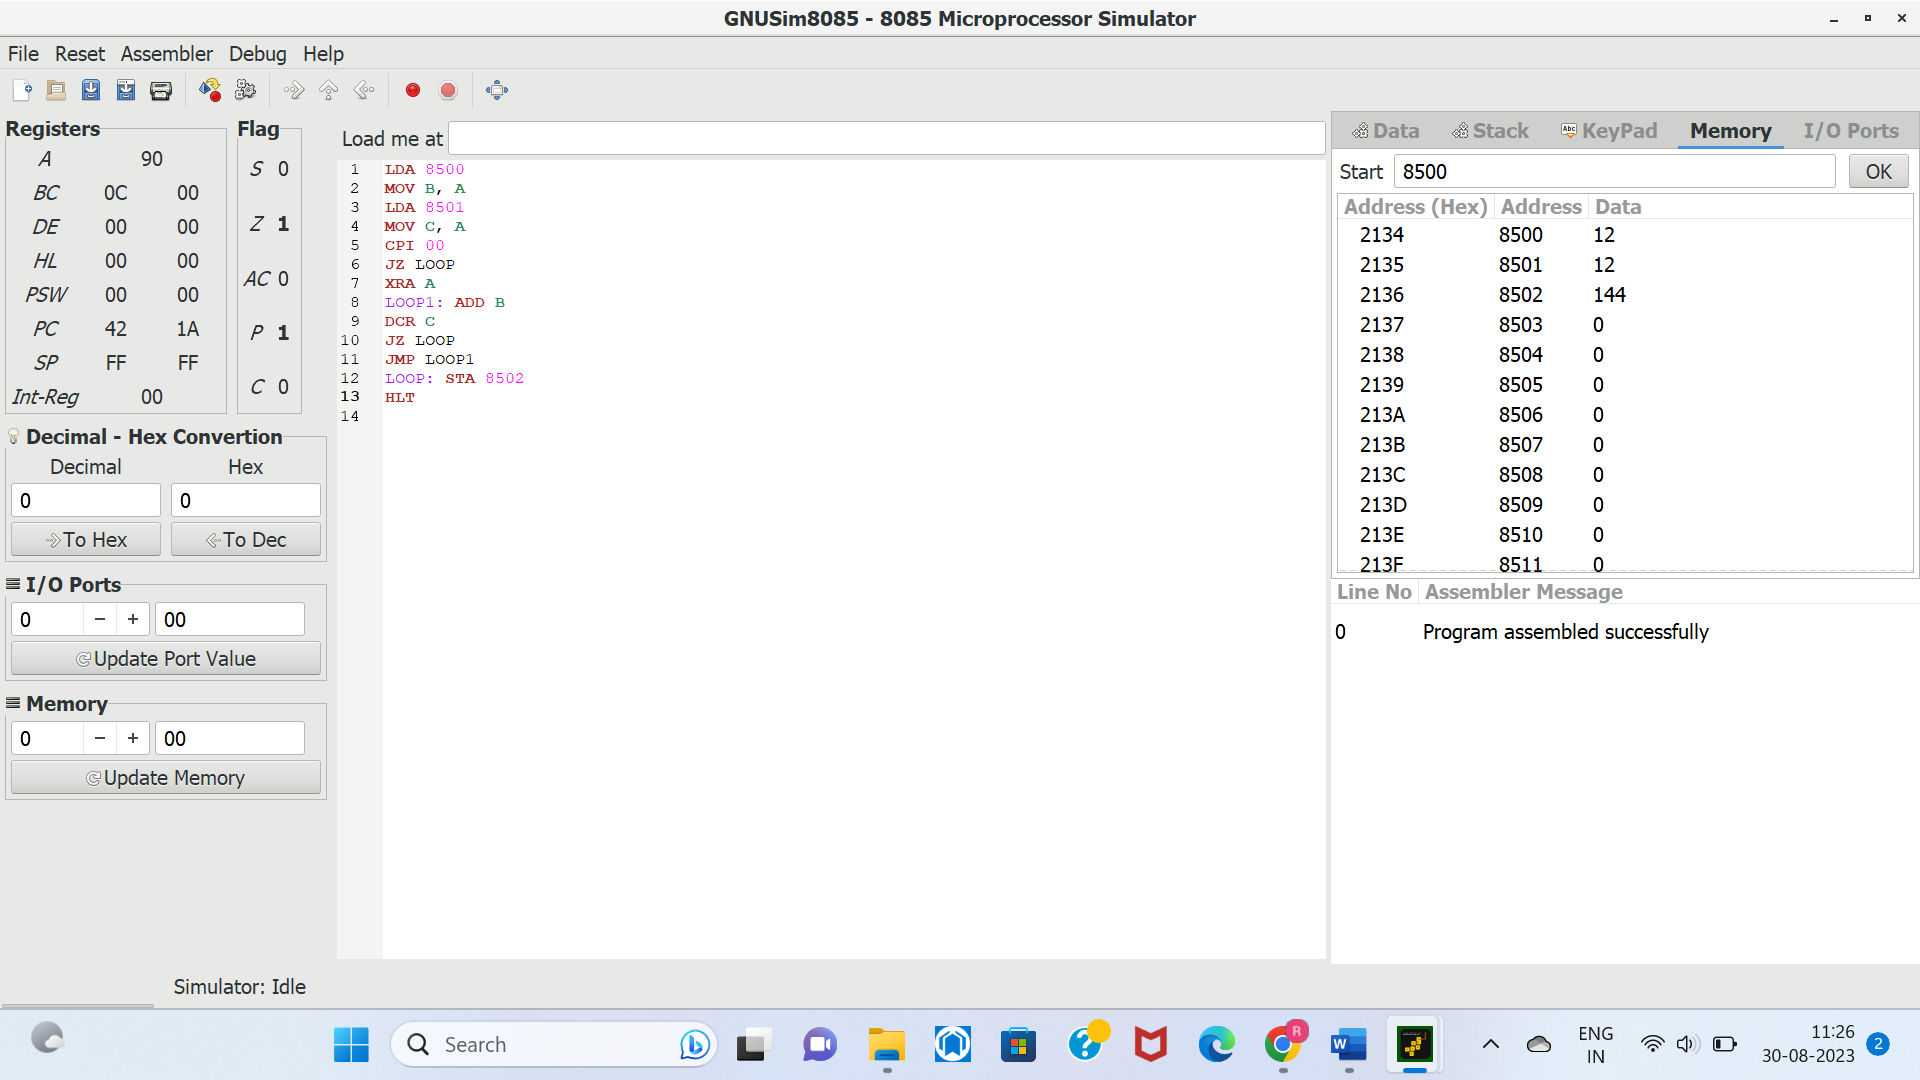 GNUSim8085 - 8085 Microprocessor Simulator
File Reset Assembler Debug Help
Registers
A 90
BC 0C 00
DE 00 00
HL 00 00
PSW 00 00
PC 42 1A
SP FF FF
Int-Reg 00
Flag
S 0
Z 1
AC 0
P 1
C 0
Decimal - Hex Convertion
Decimal Hex
0 0
To Hex To Dec
I/O Ports
0 − + 00
Update Port Value
Memory
0 − + 00
Update Memory
Simulator: Idle
Load me at
1 LDA 8500
2 MOV B, A
3 LDA 8501
4 MOV C, A
5 CPI 00
6 JZ LOOP
7 XRA A
8 LOOP1: ADD B
9 DCR C
10 JZ LOOP
11 JMP LOOP1
12 LOOP: STA 8502
13 HLT
14
Data Stack Abc KeyPad Memory I/O Ports
Start 8500 OK
Address (Hex) Address Data
2134 8500 12
2135 8501 12
2136 8502 144
2137 8503 0
2138 8504 0
2139 8505 0
213A 8506 0
213B 8507 0
213C 8508 0
213D 8509 0
213E 8510 0
213F 8511 0
Line No Assembler Message
0 Program assembled successfully
Search
R
W
ENG
IN
11:26
30-08-2023
2